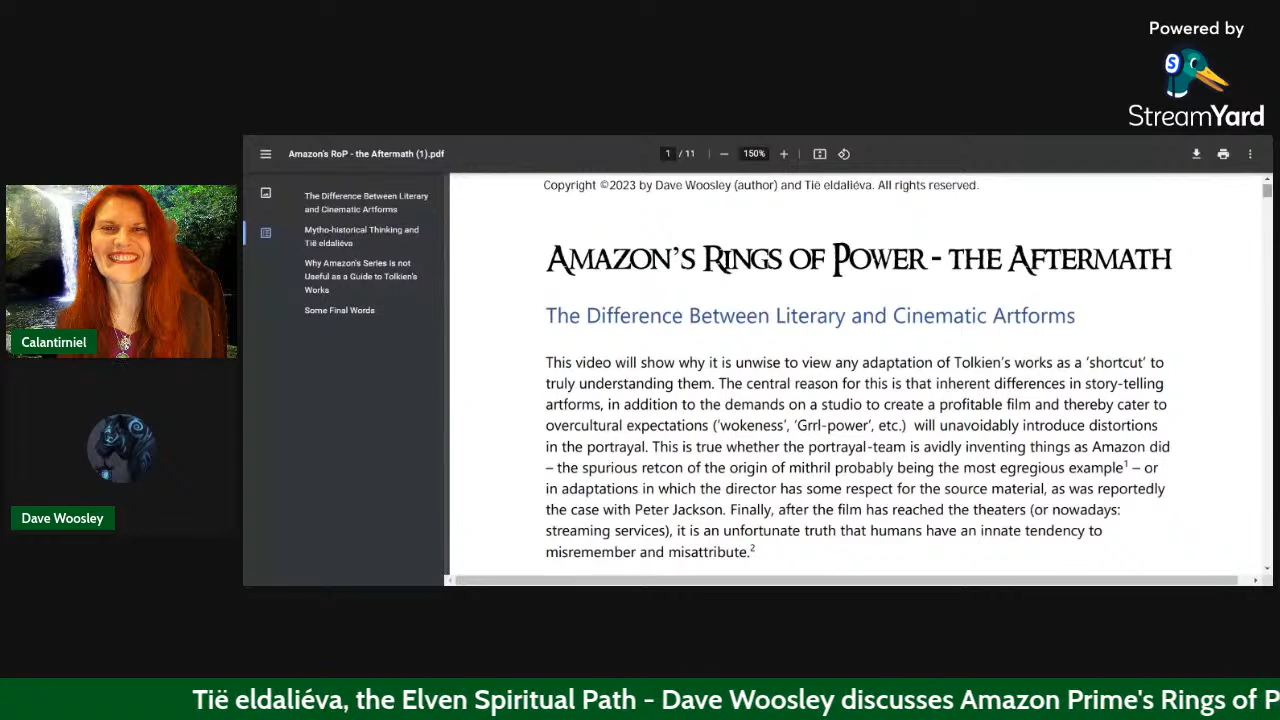 Powered by
StreamYard
Amazon's RoP - the Aftermath (1).pdf
1 / 11
150%
The Difference Between Literary
and Cinematic Artforms
Mytho-historical Thinking and
Tië eldaliéva
Why Amazon's Series is not
Useful as a Guide to Tolkien's
Works
Some Final Words
Copyright ©2023 by Dave Woosley (author) and Tië eldaliéva. All rights reserved.
Amazon's Rings of Power - the Aftermath
The Difference Between Literary and Cinematic Artforms
This video will show why it is unwise to view any adaptation of Tolkien's works as a 'shortcut' to
truly understanding them. The central reason for this is that inherent differences in story-telling
artforms, in addition to the demands on a studio to create a profitable film and thereby cater to
overcultural expectations ('wokeness', 'Grrl-power', etc.) will unavoidably introduce distortions
in the portrayal. This is true whether the portrayal-team is avidly inventing things as Amazon did
– the spurious retcon of the origin of mithril probably being the most egregious example¹ – or
in adaptations in which the director has some respect for the source material, as was reportedly
the case with Peter Jackson. Finally, after the film has reached the theaters (or nowadays:
streaming services), it is an unfortunate truth that humans have an innate tendency to
misremember and misattribute.²
Calantirniel
Dave Woosley
Tië eldaliéva, the Elven Spiritual Path - Dave Woosley discusses Amazon Prime's Rings of P